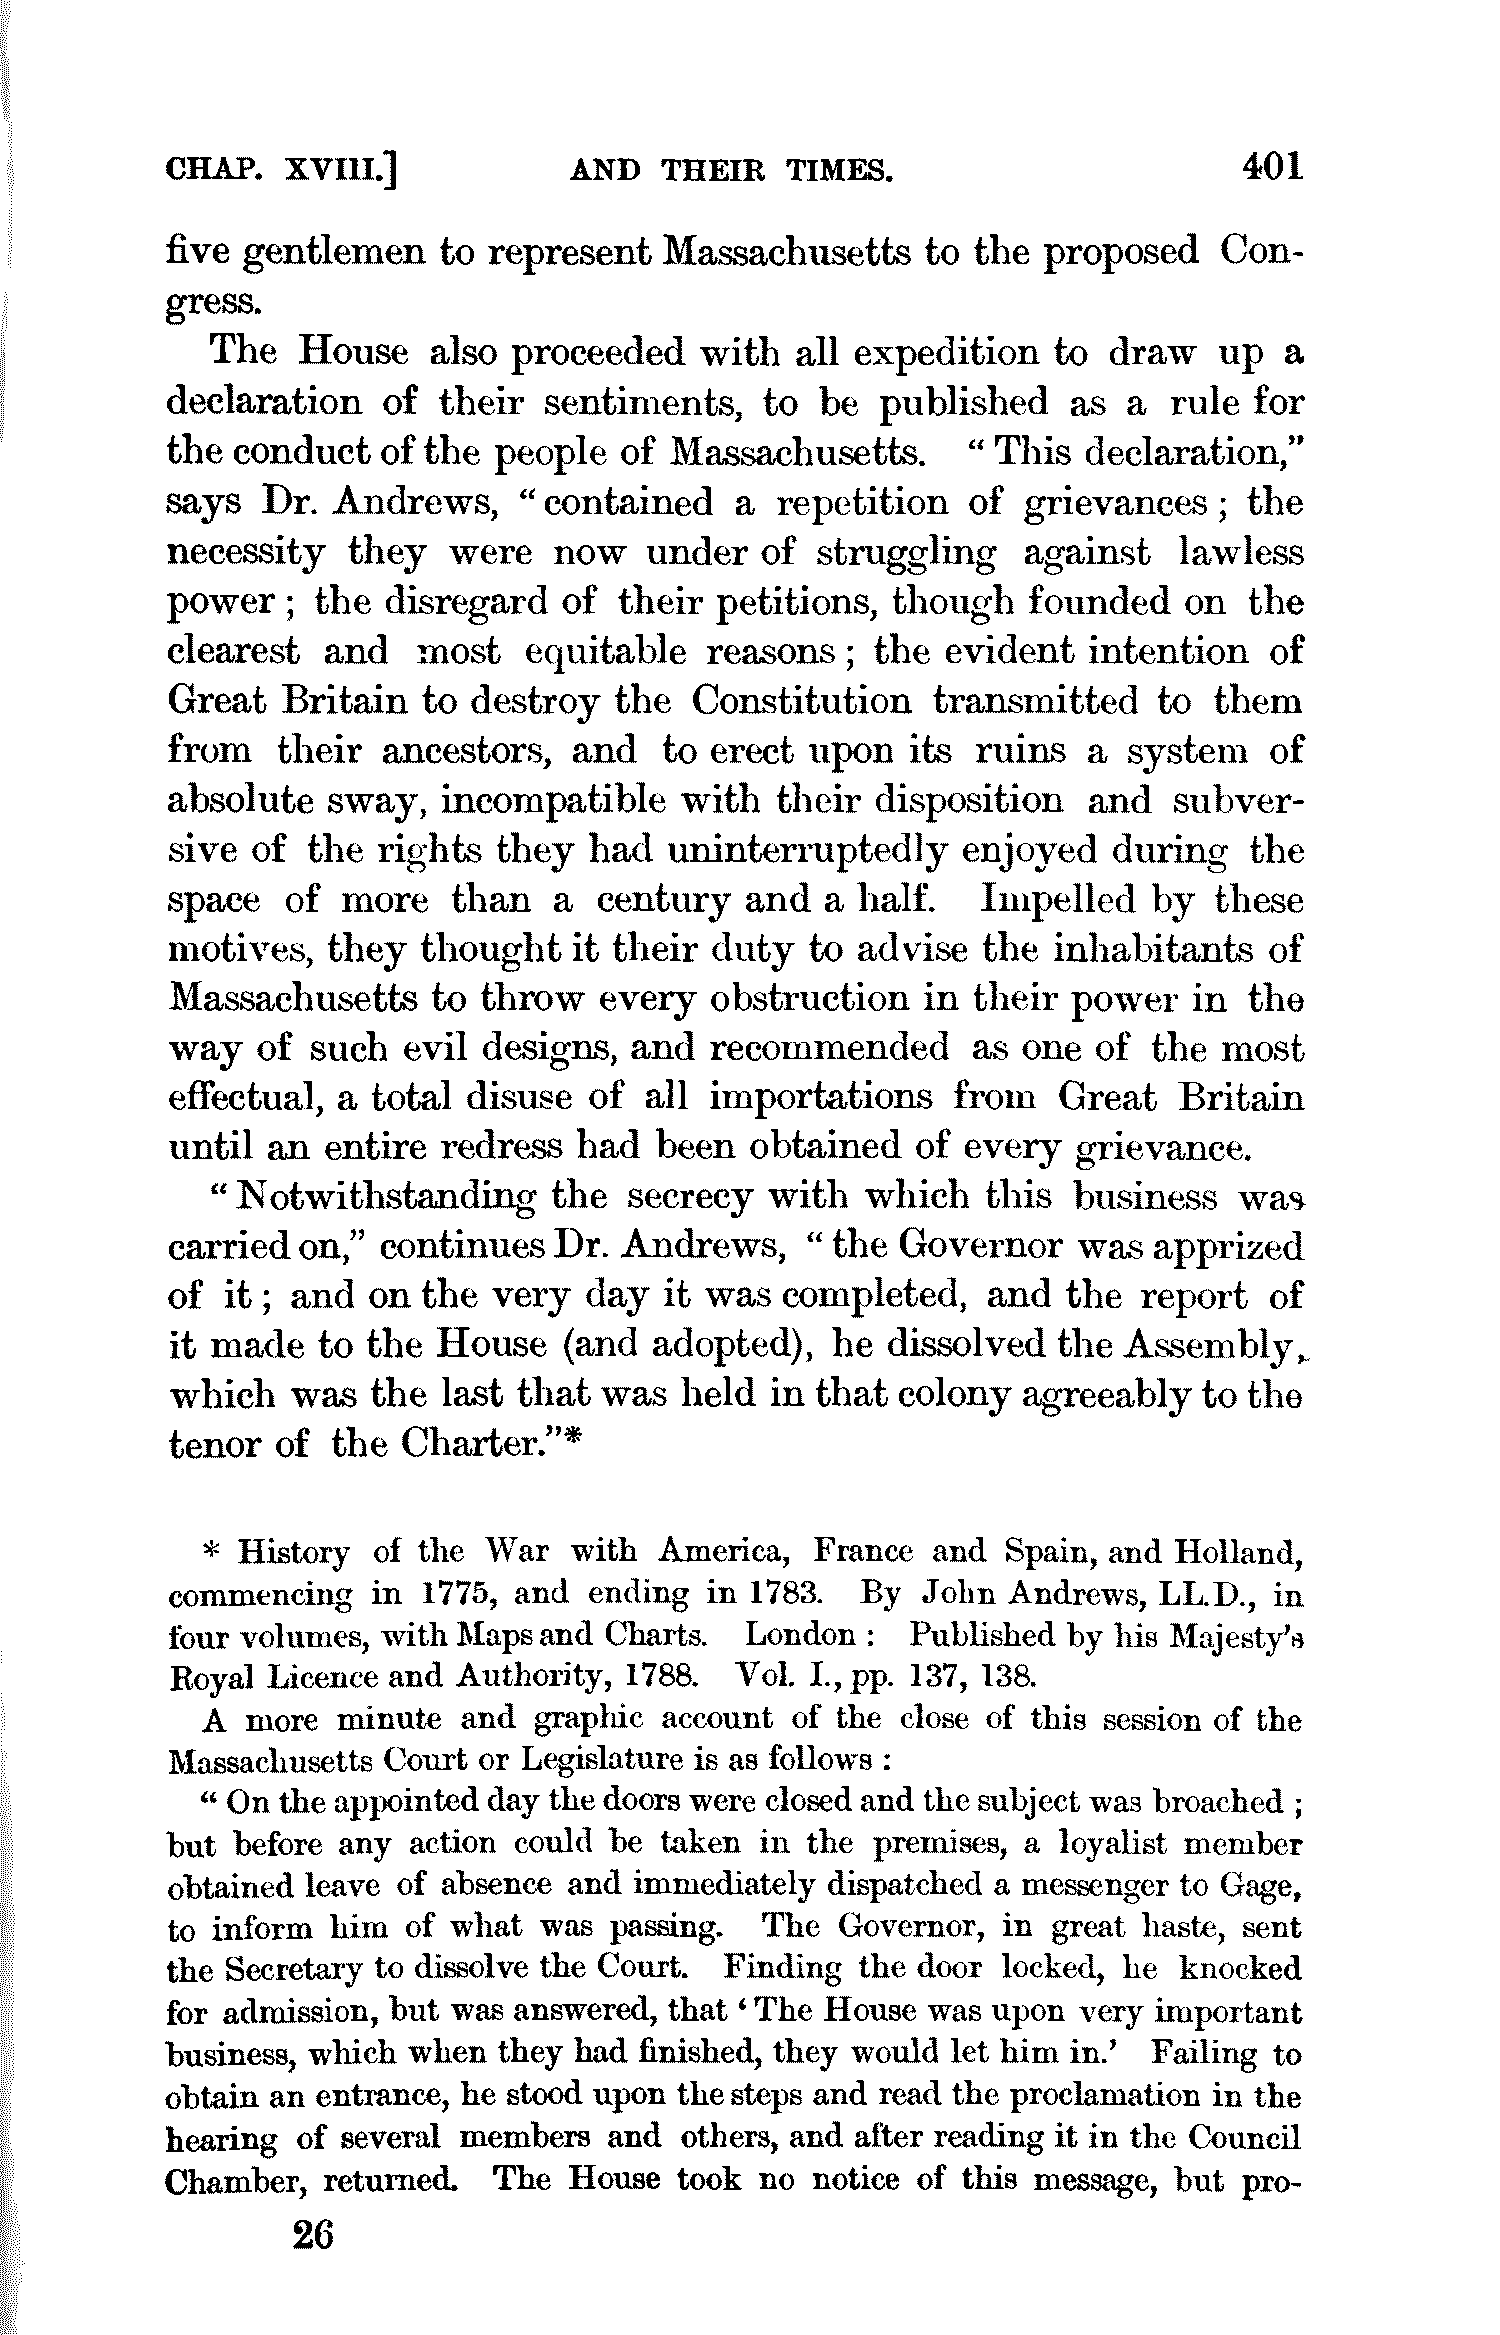 CHAP. XVIII.] AND THEIR TIMES. 401
five gentlemen to represent Massachusetts to the proposed Con-
gress.
The House also proceeded with all expedition to draw up a
declaration of their sentiments, to be published as a rule for
the conduct of the people of Massachusetts. “ This declaration,”
says Dr. Andrews, “ contained a repetition of grievances ; the
necessity they were now under of struggling against lawless
power ; the disregard of their petitions, though founded on the
clearest and most equitable reasons ; the evident intention of
Great Britain to destroy the Constitution transmitted to them
from their ancestors, and to erect upon its ruins a system of
absolute sway, incompatible with their disposition and subver-
sive of the rights they had uninterruptedly enjoyed during the
space of more than a century and a half. Impelled by these
motives, they thought it their duty to advise the inhabitants of
Massachusetts to throw every obstruction in their power in the
way of such evil designs, and recommended as one of the most
effectual, a total disuse of all importations from Great Britain
until an entire redress had been obtained of every grievance.
“ Notwithstanding the secrecy with which this business was
carried on,” continues Dr. Andrews, “ the Governor was apprized
of it ; and on the very day it was completed, and the report of
it made to the House (and adopted), he dissolved the Assembly,
which was the last that was held in that colony agreeably to the
tenor of the Charter.”*
* History of the War with America, France and Spain, and Holland,
commencing in 1775, and ending in 1783. By John Andrews, LL.D., in
four volumes, with Maps and Charts. London : Published by his Majesty's
Royal Licence and Authority, 1788. Vol. I., pp. 137, 138.
A more minute and graphic account of the close of this session of the
Massachusetts Court or Legislature is as follows :
“ On the appointed day the doors were closed and the subject was broached ;
but before any action could be taken in the premises, a loyalist member
obtained leave of absence and immediately dispatched a messenger to Gage,
to inform him of what was passing. The Governor, in great haste, sent
the Secretary to dissolve the Court. Finding the door locked, he knocked
for admission, but was answered, that ‘ The House was upon very important
business, which when they had finished, they would let him in.’ Failing to
obtain an entrance, he stood upon the steps and read the proclamation in the
hearing of several members and others, and after reading it in the Council
Chamber, returned. The House took no notice of this message, but pro-
26